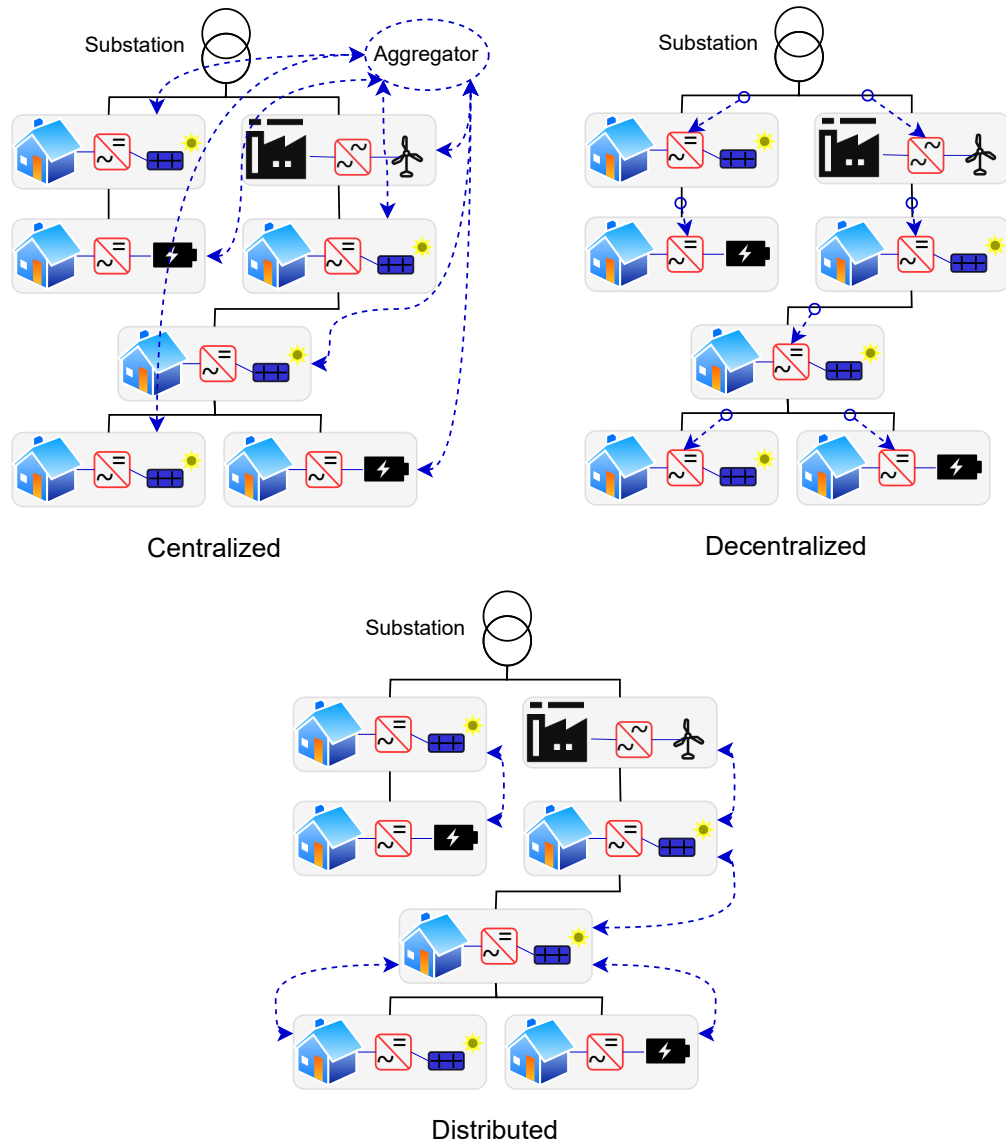 Substation
Aggregator
Substation
Centralized
Decentralized
Substation
Distributed